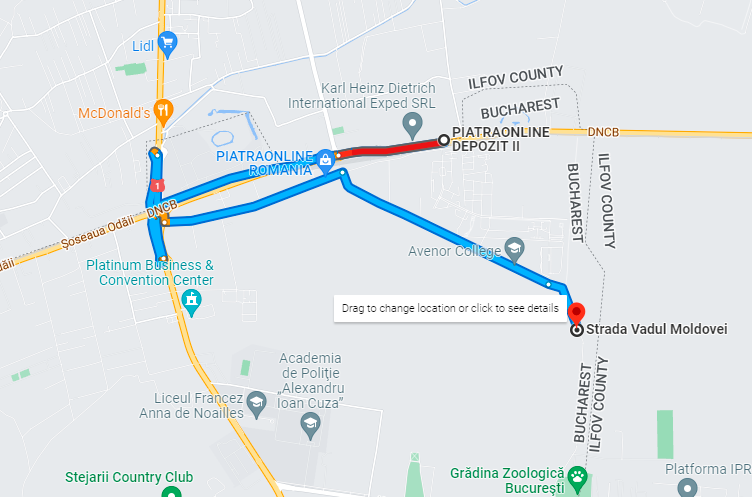 Lidl
McDonald's
Karl Heinz Dietrich
International Exped SRL
ILFOV COUNTY
BUCHAREST
PIATRAONLINE
DEPOZIT II
DNCB
PIATRAONLINE
ROMANIA
1
DNCB
Șoseaua Odăii
dăii
BUCHAREST
ILFOV COUNTY
Avenor College
Platinum Business &
Convention Center
Drag to change location or click to see details
Strada Vadul Moldovei
Academia
de Poliție
„Alexandru
Ioan Cuza”
Liceul Francez
Anna de Noailles
BUCHAREST
ILFOV COUNTY
Stejarii Country Club
Grădina Zoologică
București
Platforma IPR